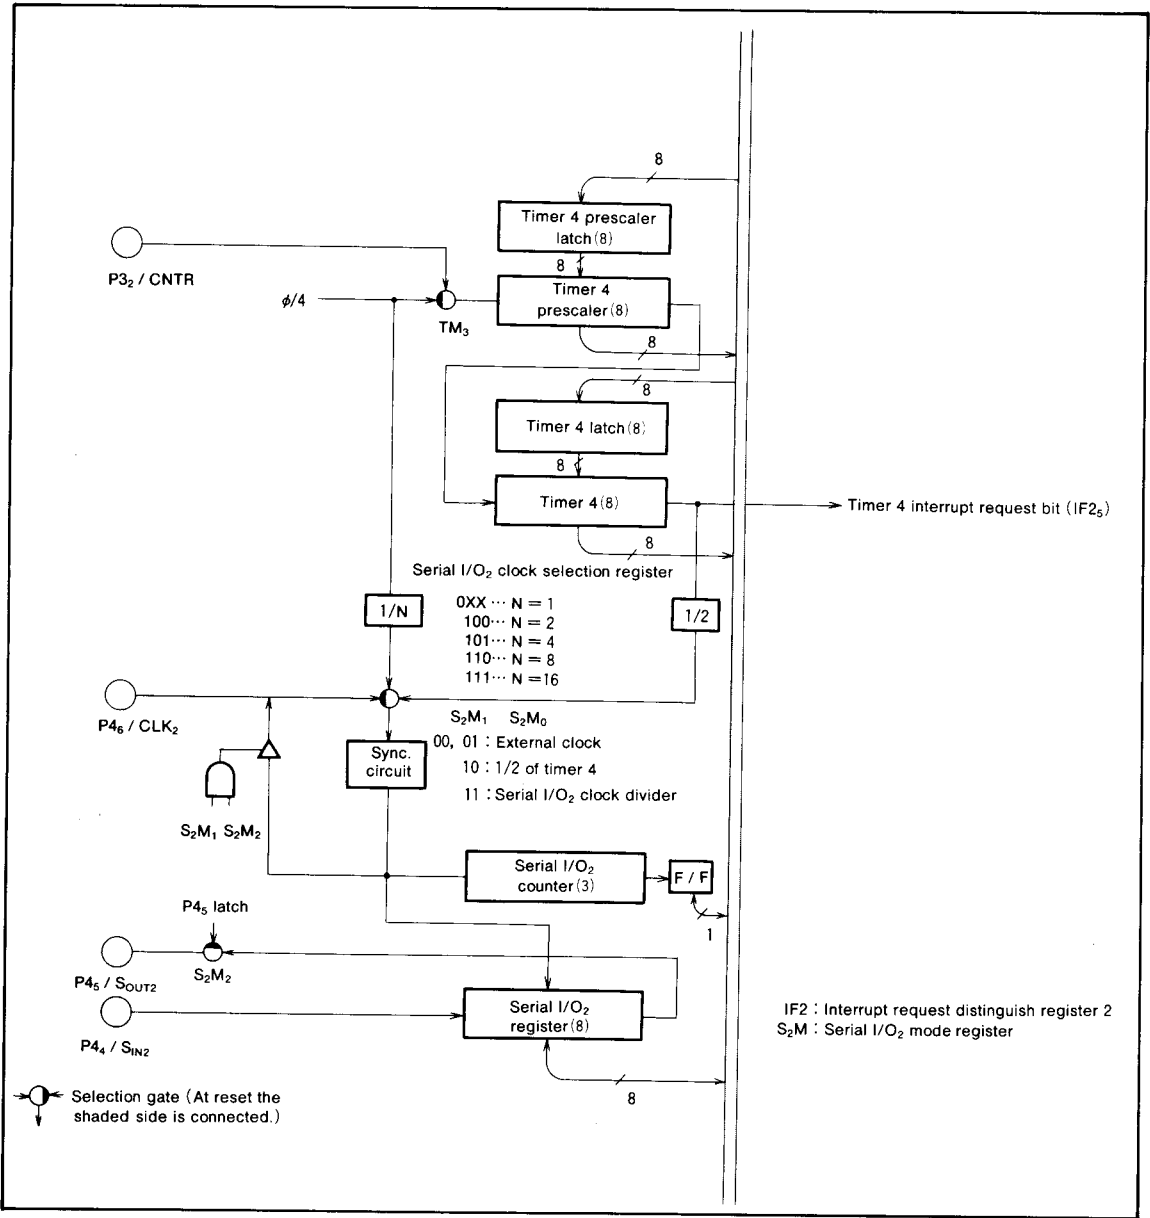 8
Timer 4 prescaler
latch (8)
8
P3₂ / CNTR
ϕ/4
TM₃
Timer 4
prescaler (8)
8
8
Timer 4 latch (8)
8
Timer 4 (8)
Timer 4 interrupt request bit (IF2₅)
8
Serial I/O₂ clock selection register
1/N
0XX ··· N = 1
100 ··· N = 2
101 ··· N = 4
110 ··· N = 8
111 ··· N = 16
1/2
P4₆ / CLK₂
S₂M₁ S₂M₀
00, 01 : External clock
10 : 1/2 of timer 4
11 : Serial I/O₂ clock divider
Sync.
circuit
S₂M₁ S₂M₂
Serial I/O₂
counter (3)
F / F
1
P4₅ latch
S₂M₂
P4₅ / SOUT2
P4₄ / SIN2
Serial I/O₂
register (8)
8
IF2 : Interrupt request distinguish register 2
S₂M : Serial I/O₂ mode register
Selection gate (At reset the
shaded side is connected.)